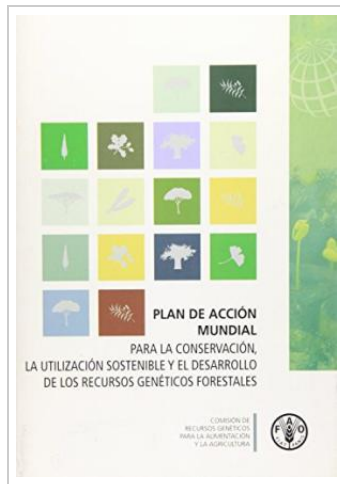 PLAN DE ACCIÓN
MUNDIAL
PARA LA CONSERVACIÓN,
LA UTILIZACIÓN SOSTENIBLE Y EL DESARROLLO
DE LOS RECURSOS GENÉTICOS FORESTALES
COMISIÓN DE
RECURSOS GENÉTICOS
PARA LA ALIMENTACIÓN
Y LA AGRICULTURA
F A O